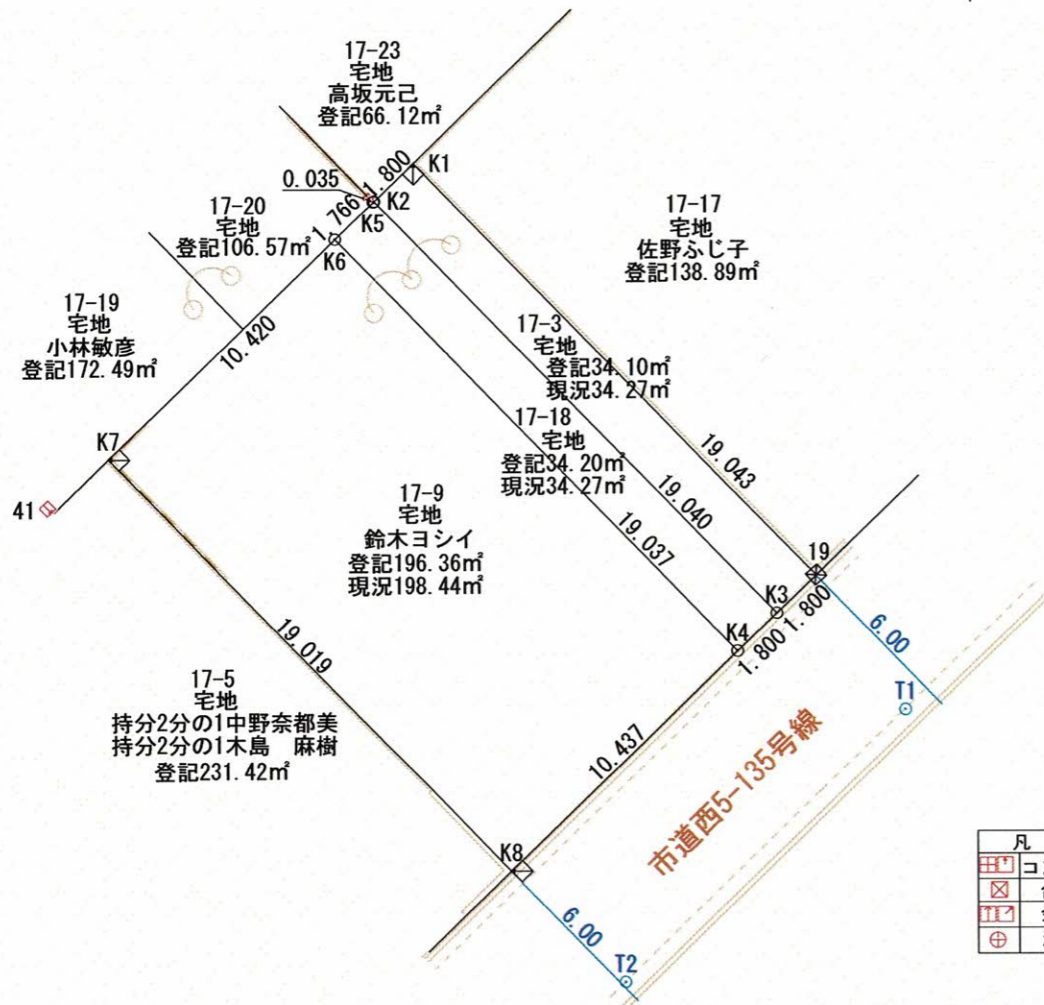 17-23
宅地
高坂元己
登記66.12㎡
1.800
K1
0.035
K2
K5
1.766
K6
17-20
宅地
登記106.57㎡
17-17
宅地
佐野ふじ子
登記138.89㎡
17-19
宅地
小林敏彦
登記172.49㎡
10.420
17-3
宅地
登記34.10㎡
現況34.27㎡
17-18
宅地
登記34.20㎡
現況34.27㎡
19.043
19.040
19.037
K7
41
17-9
宅地
鈴木ヨシイ
登記196.36㎡
現況198.44㎡
19
K3
1.800
K4
1.800
6.00
T1
19.019
17-5
宅地
持分2分の1中野奈都美
持分2分の1木島　麻樹
登記231.42㎡
10.437
市道西5-135号線
K8
6.00
T2
凡